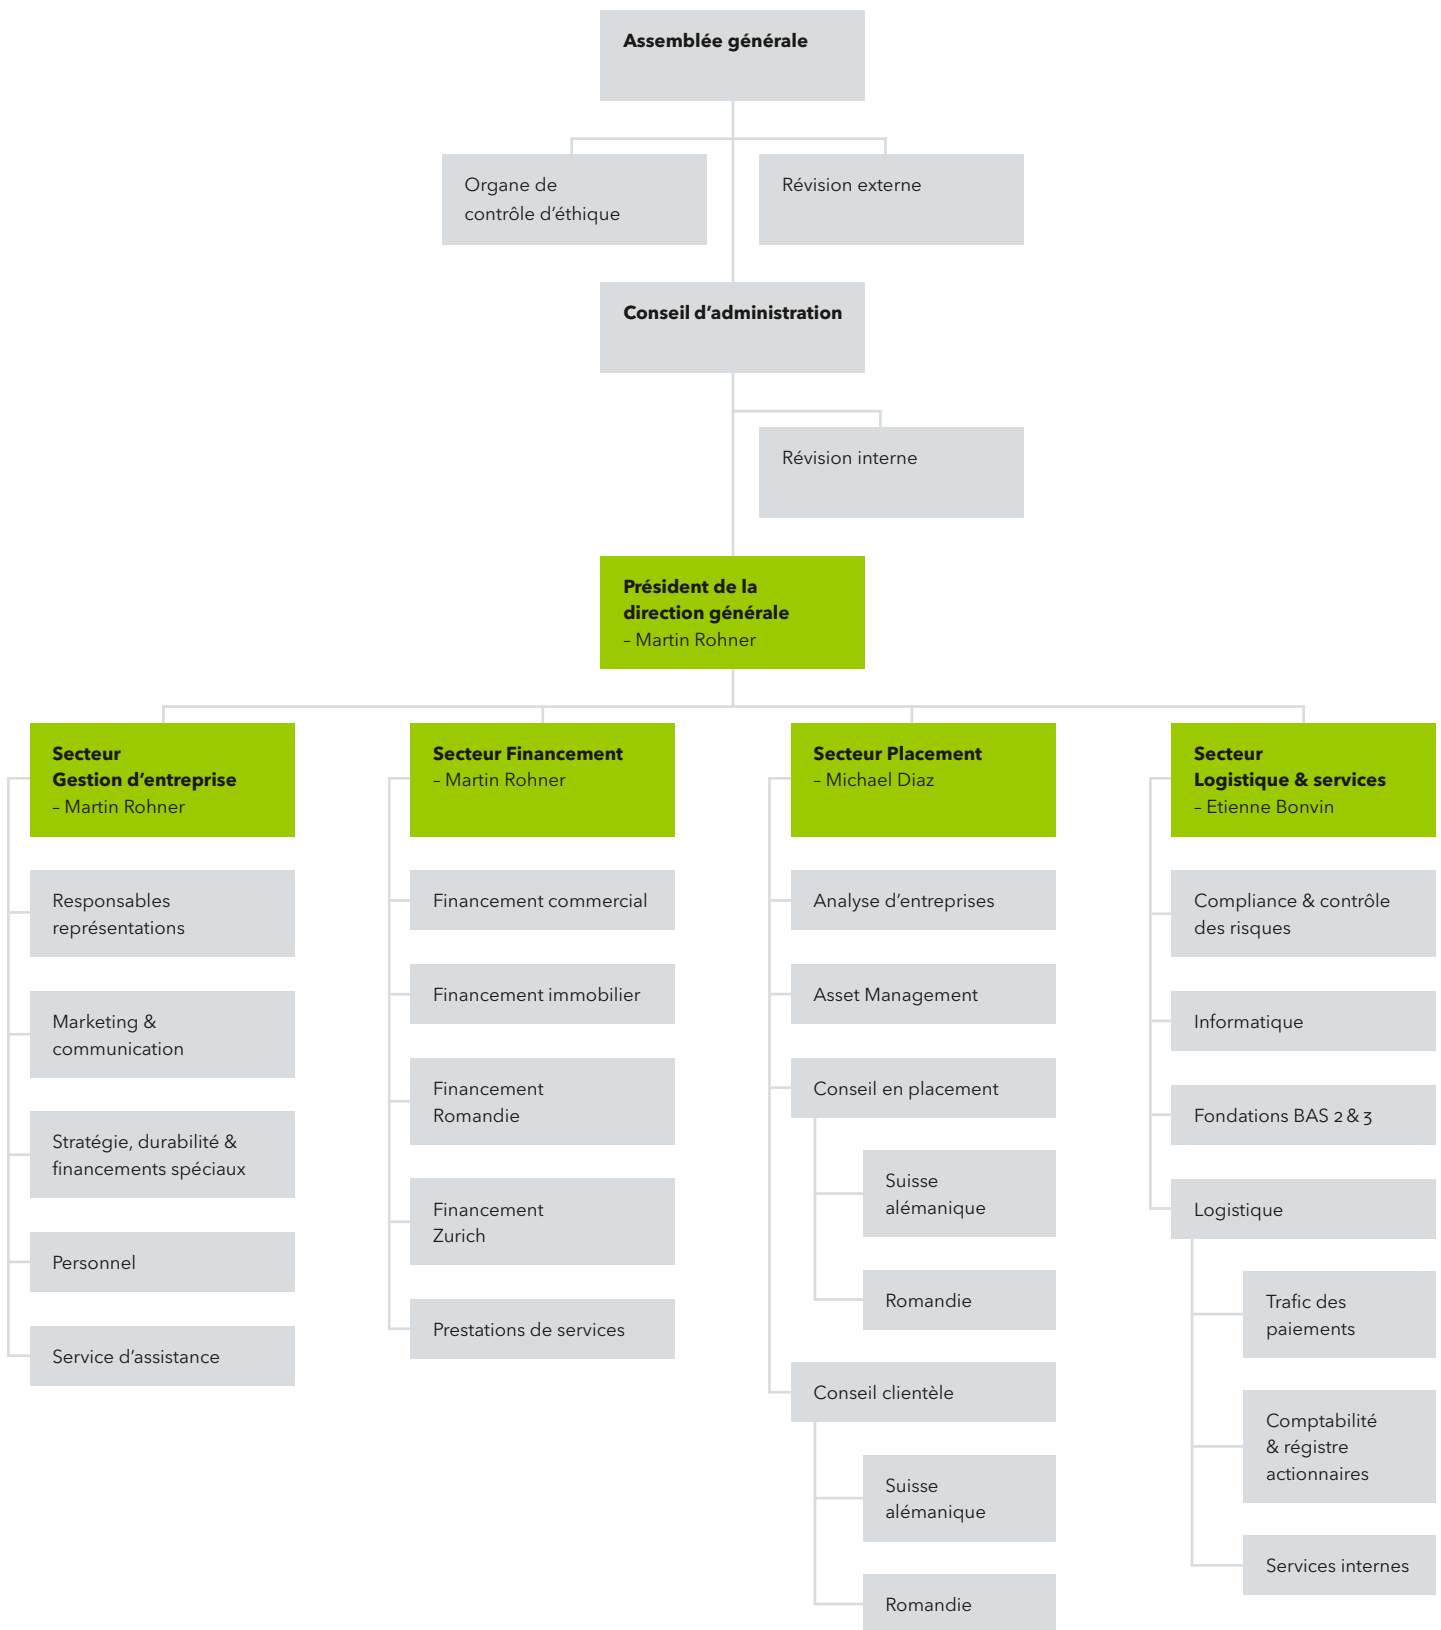 Assemblée générale
Organe de
contrôle d’éthique
Révision externe
Conseil d’administration
Révision interne
Président de la
direction générale
– Martin Rohner
Secteur
Gestion d’entreprise
– Martin Rohner
Responsables
représentations
Marketing &
communication
Stratégie, durabilité &
financements spéciaux
Personnel
Service d’assistance
Secteur Financement
– Martin Rohner
Financement commercial
Financement immobilier
Financement
Romandie
Financement
Zurich
Prestations de services
Secteur Placement
– Michael Diaz
Analyse d’entreprises
Asset Management
Conseil en placement
Suisse
alémanique
Romandie
Conseil clientèle
Suisse
alémanique
Romandie
Secteur
Logistique & services
– Etienne Bonvin
Compliance & contrôle
des risques
Informatique
Fondations BAS 2 & 3
Logistique
Trafic des
paiements
Comptabilité
& régistre
actionnaires
Services internes